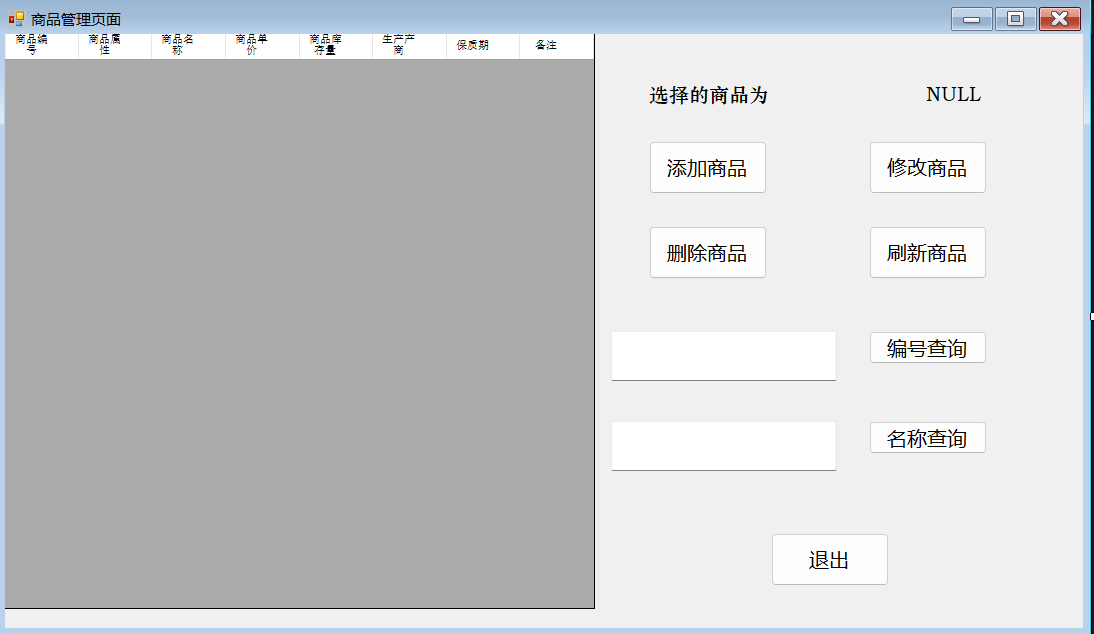 商品管理页面
商品编
号
商品属
性
商品名
称
商品单
价
商品库
存量
生产产
商
保质期
备注
选择的商品为 NULL
添加商品 修改商品
删除商品 刷新商品
编号查询
名称查询
退出